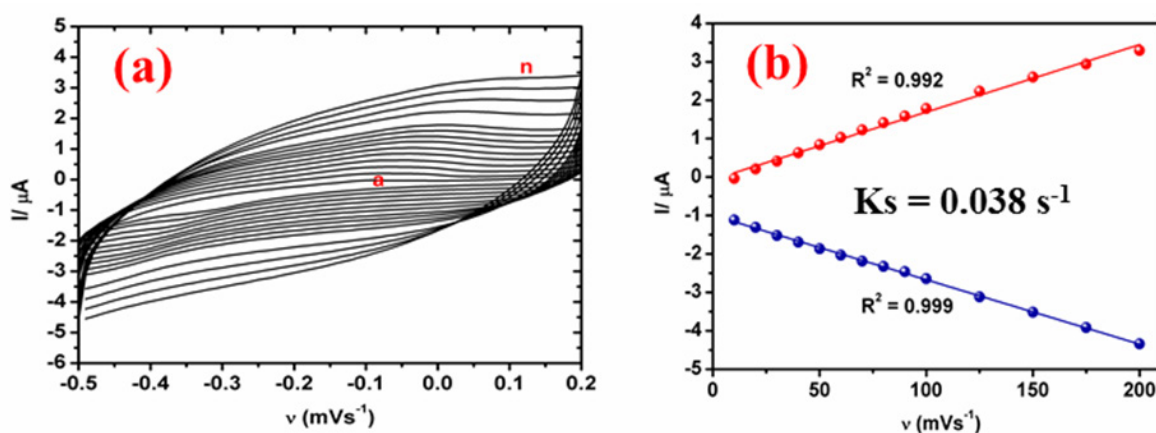 (a)
n
a
I/ μA
5
4
3
2
1
0
-1
-2
-3
-4
-5
-6
-0.5 -0.4 -0.3 -0.2 -0.1 0.0 0.1 0.2
ν (mVs⁻¹)
(b)
R² = 0.992
Ks = 0.038 s⁻¹
R² = 0.999
I/ μA
4
3
2
1
0
-1
-2
-3
-4
-5
0 50 100 150 200
ν (mVs⁻¹)